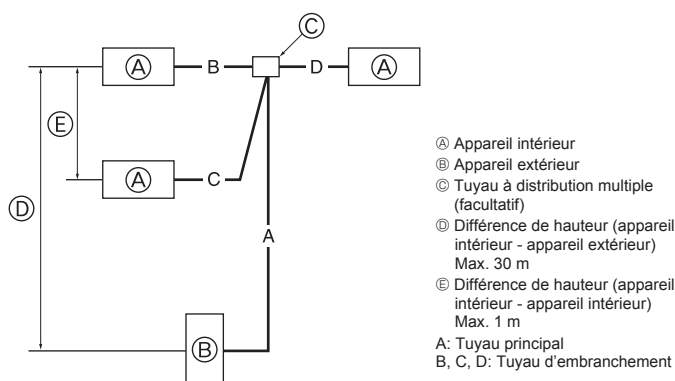 Ⓒ
Ⓐ B D Ⓐ
Ⓔ
Ⓐ C
Ⓓ
A
Ⓑ
Ⓐ Appareil intérieur
Ⓑ Appareil extérieur
Ⓒ Tuyau à distribution multiple
(facultatif)
Ⓓ Différence de hauteur (appareil
intérieur - appareil extérieur)
Max. 30 m
Ⓔ Différence de hauteur (appareil
intérieur - appareil intérieur)
Max. 1 m
A: Tuyau principal
B, C, D: Tuyau d’embranchement